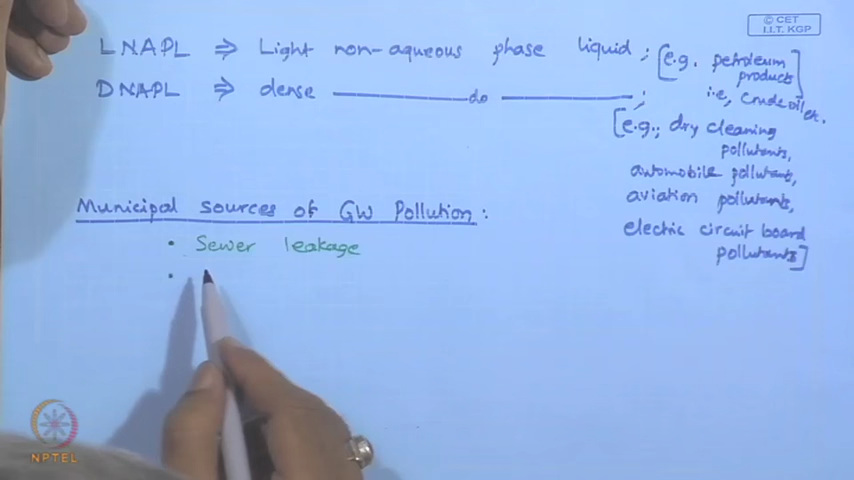 © CET
I.I.T. KGP
LNAPL ⇒ Light non-aqueous phase liquid ; [e.g. petroleum
products]
i.e, crude oil etc.
DNAPL ⇒ dense ———do——— ;
[e.g., dry cleaning
pollutants,
automobile pollutants,
aviation pollutants,
electric circuit board
pollutants]
Municipal sources of GW Pollution :
• Sewer leakage
•
NPTEL